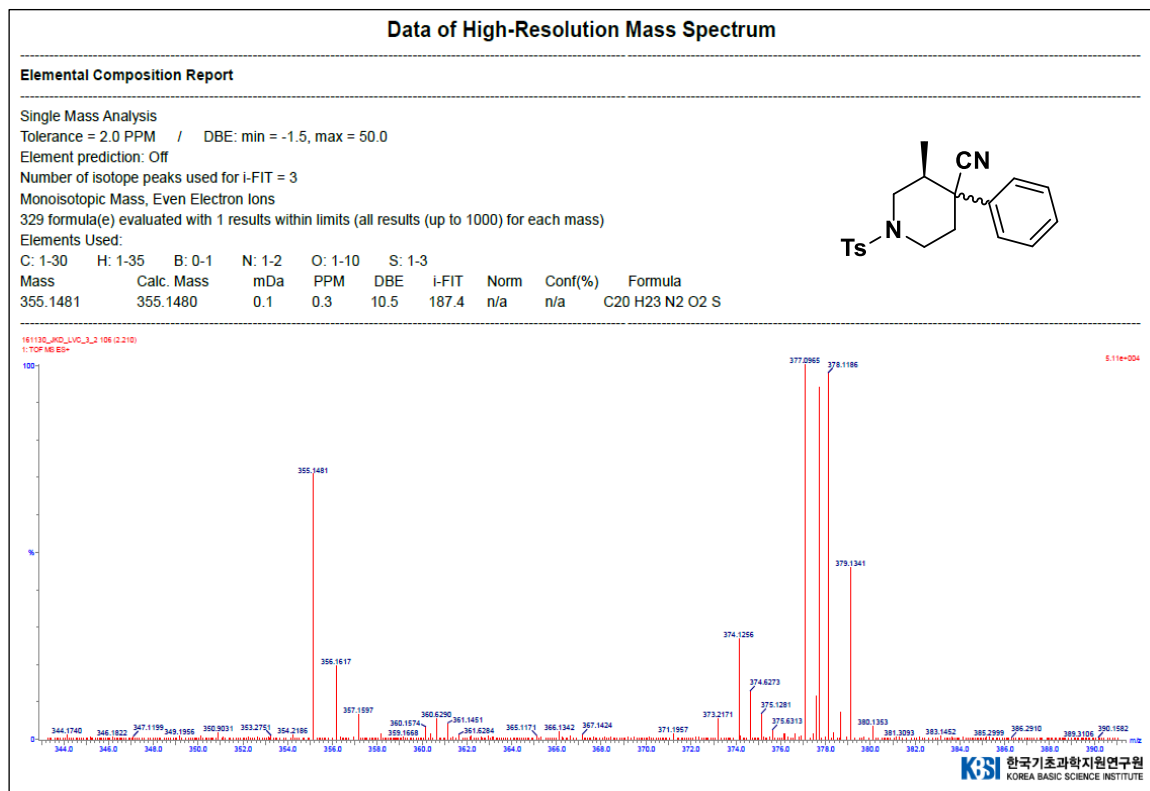 Data of High-Resolution Mass Spectrum
Elemental Composition Report
Single Mass Analysis
Tolerance = 2.0 PPM / DBE: min = -1.5, max = 50.0
Element prediction: Off
Number of isotope peaks used for i-FIT = 3
Monoisotopic Mass, Even Electron Ions
329 formula(e) evaluated with 1 results within limits (all results (up to 1000) for each mass)
Elements Used:
C: 1-30 H: 1-35 B: 0-1 N: 1-2 O: 1-10 S: 1-3
Mass Calc. Mass mDa PPM DBE i-FIT Norm Conf(%) Formula
355.1481 355.1480 0.1 0.3 10.5 187.4 n/a n/a C20 H23 N2 O2 S
CN
N
Ts
161130_JKD_LVO_3_2 106 (2.210)
1: TOF MS ES+
5.11e+004
100
%
0
377.0965
378.1186
355.1481
379.1341
374.1256
356.1617
374.6273
357.1597
375.1281
373.2171
360.6290
361.1451
360.1574
380.1353
344.1740
346.1822
347.1199
349.1956
350.9031
353.2751
354.2186
359.1668
361.6284
365.1171
366.1342
367.1424
371.1957
375.6313
381.3093
383.1452
385.2999
386.2910
389.3106
390.1582
344.0 346.0 348.0 350.0 352.0 354.0 356.0 358.0 360.0 362.0 364.0 366.0 368.0 370.0 372.0 374.0 376.0 378.0 380.0 382.0 384.0 386.0 388.0 390.0 m/z
KBSI 한국기초과학지원연구원
KOREA BASIC SCIENCE INSTITUTE